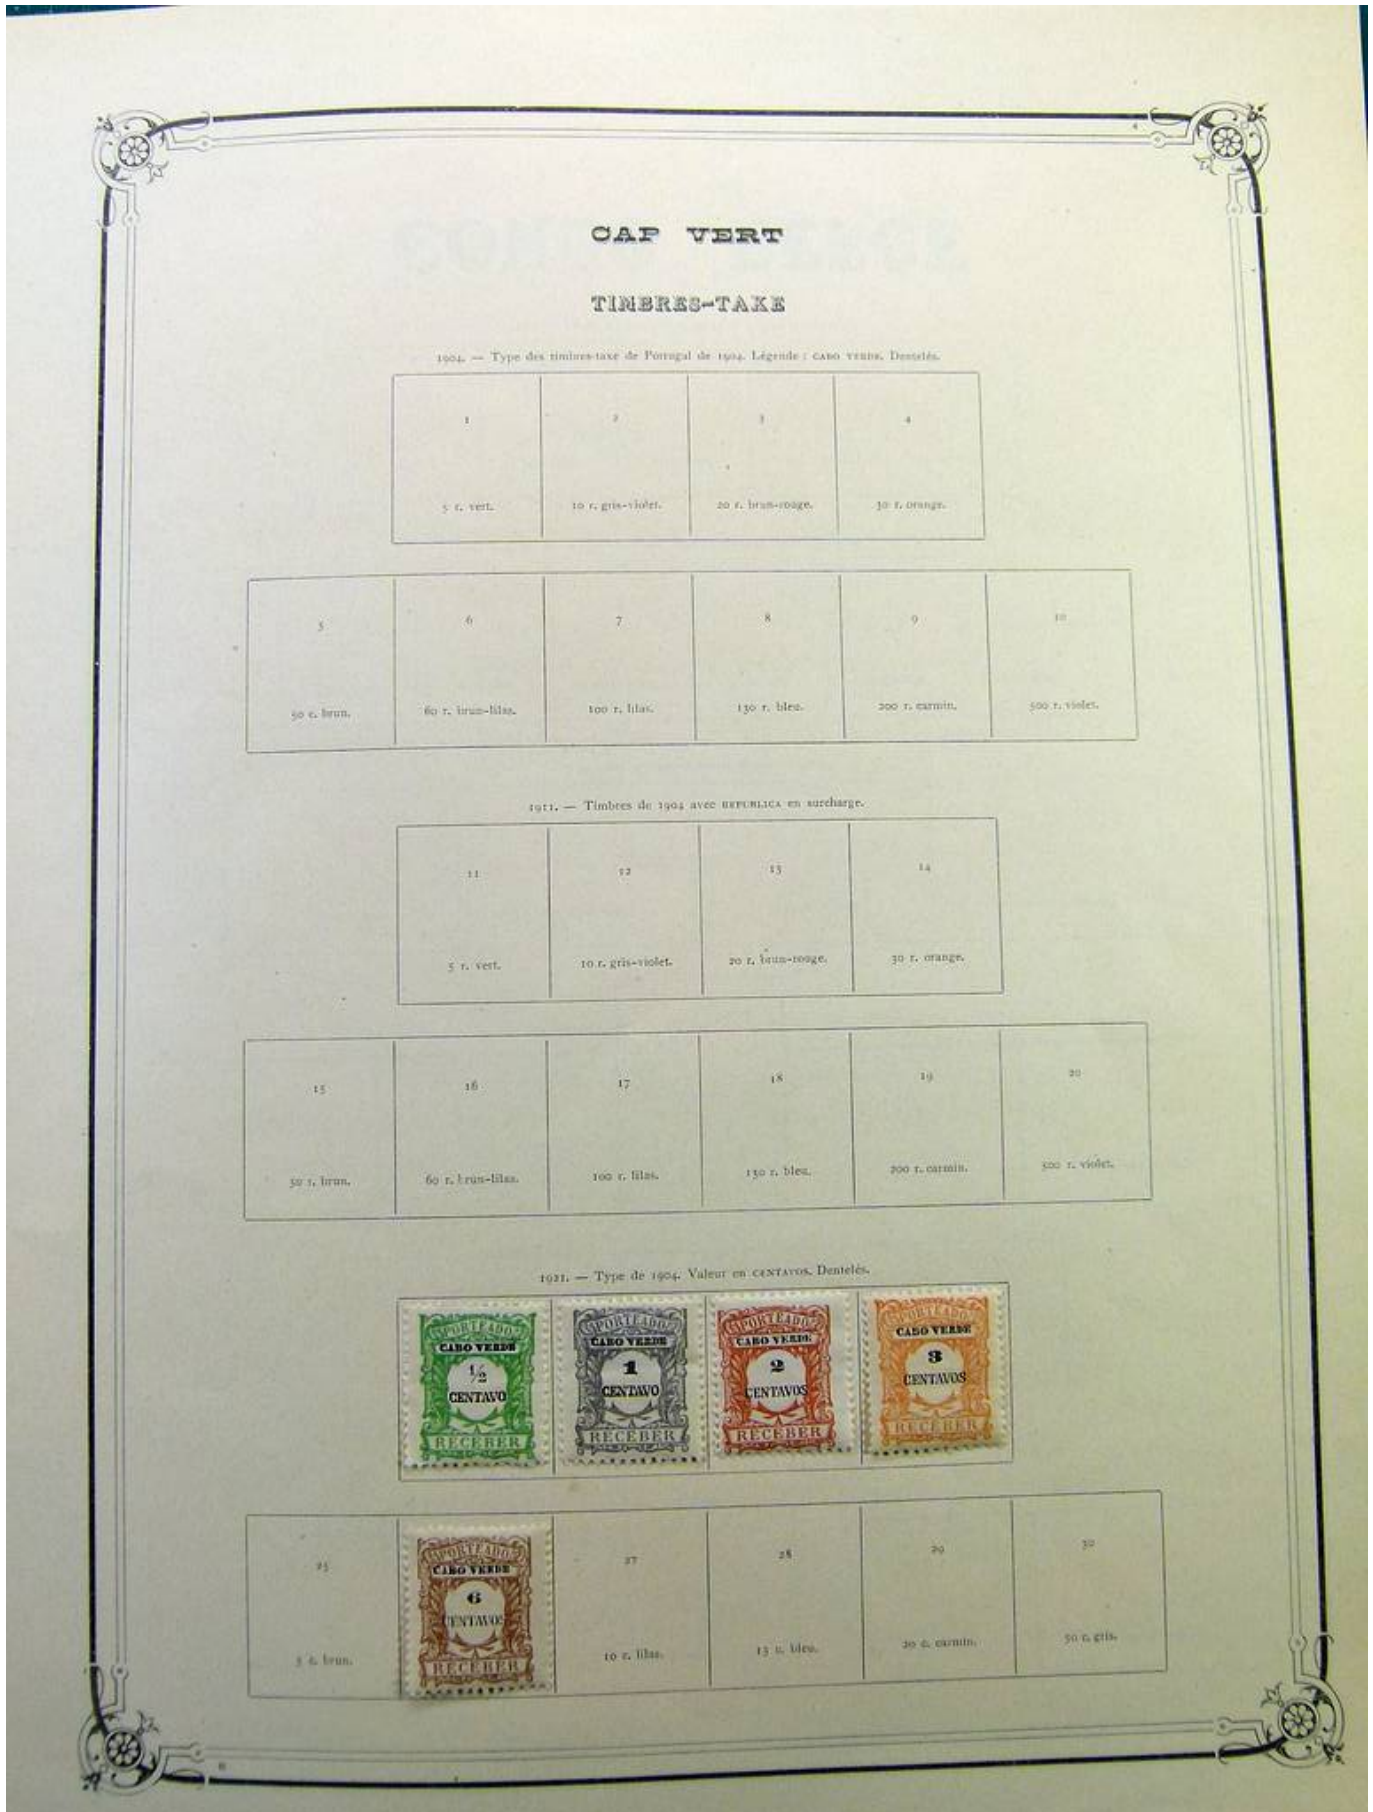 CAP VERT
TIMBRES-TAXE
1904. — Type des timbres-taxe de Portugal de 1904. Légende : CABO VERDE. Dentelés.
1 2 3 4
5 r. vert. 10 r. gris-violet. 20 r. brun-rouge. 30 r. orange.
5 6 7 8 9 10
50 r. brun. 60 r. brun-lilas. 100 r. lilas. 130 r. bleu. 200 r. carmin. 500 r. violet.
1911. — Timbres de 1904 avec REPUBLICA en surcharge.
11 12 13 14
5 r. vert. 10 r. gris-violet. 20 r. brun-rouge. 30 r. orange.
15 16 17 18 19 20
50 r. brun. 60 r. brun-lilas. 100 r. lilas. 130 r. bleu. 200 r. carmin. 500 r. violet.
1921. — Type de 1904. Valeur en CENTAVOS. Dentelés.
PORTEADO PORTEADO PORTEADO PORTEADO
CABO VERDE CABO VERDE CABO VERDE CABO VERDE
½ 1 2 3
CENTAVO CENTAVO CENTAVOS CENTAVOS
RECEBER RECEBER RECEBER RECEBER
25 27 28 29 30
PORTEADO
CABO VERDE
6
CENTAVOS
RECEBER
5 c. brun. 10 c. lilas. 13 c. bleu. 20 c. carmin. 50 c. gris.